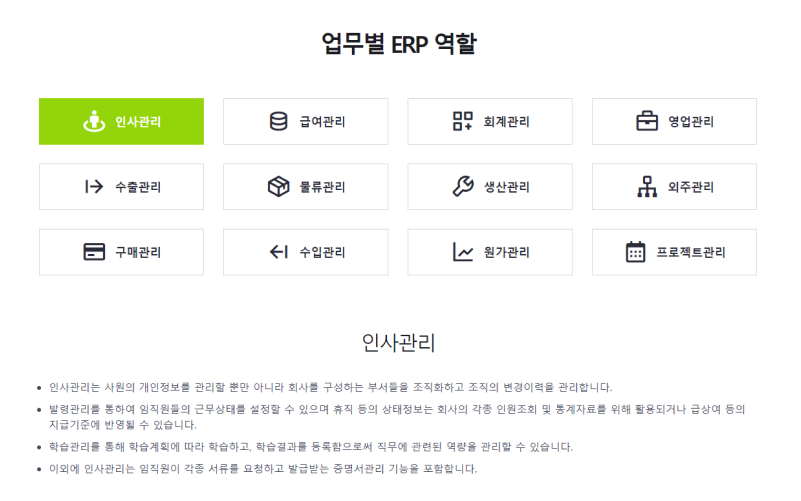 업무별 ERP 역할
인사관리
급여관리
회계관리
영업관리
수출관리
물류관리
생산관리
외주관리
구매관리
수입관리
원가관리
프로젝트관리
인사관리
인사관리는 사원의 개인정보를 관리할 뿐만 아니라 회사를 구성하는 부서들을 조직화하고 조직의 변경이력을 관리합니다.
발령관리를 통하여 임직원들의 근무상태를 설정할 수 있으며 휴직 등의 상태정보는 회사의 각종 인원조회 및 통계자료를 위해 활용되거나 급상여 등의
지급기준에 반영될 수 있습니다.
학습관리를 통해 학습계획에 따라 학습하고, 학습결과를 등록함으로써 직무에 관련된 역량을 관리할 수 있습니다.
이외에 인사관리는 임직원이 각종 서류를 요청하고 발급받는 증명서관리 기능을 포함합니다.